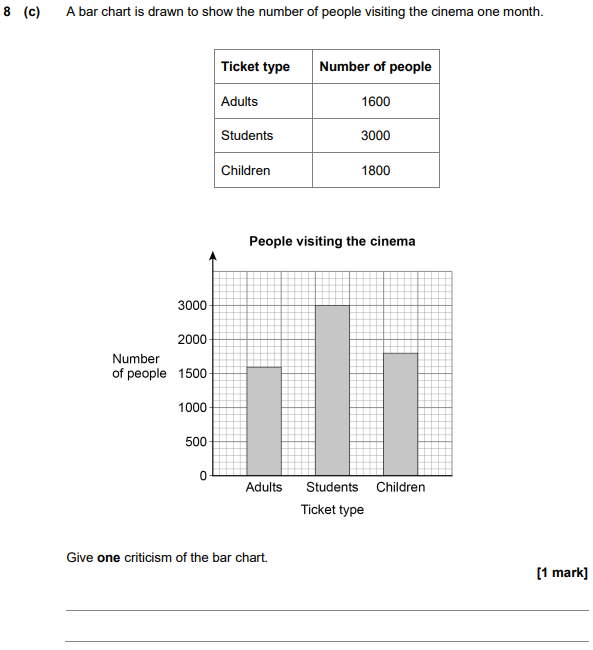 8 (c) A bar chart is drawn to show the number of people visiting the cinema one month.
Ticket type Number of people
Adults 1600
Students 3000
Children 1800
People visiting the cinema
3000
2000
Number
of people 1500
1000
500
0
Adults Students Children
Ticket type
Give one criticism of the bar chart.
[1 mark]